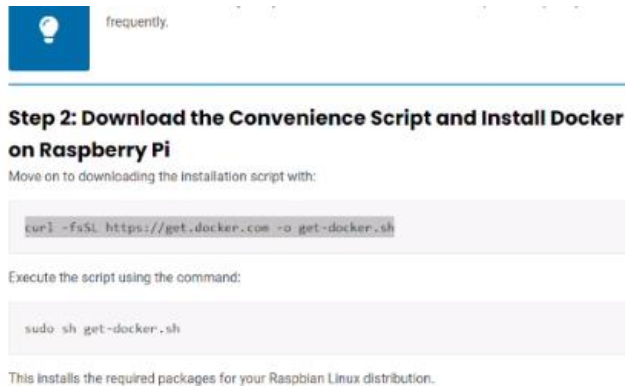 frequently.
Step 2: Download the Convenience Script and Install Docker
on Raspberry Pi
Move on to downloading the installation script with:
curl -fsSL https://get.docker.com -o get-docker.sh
Execute the script using the command:
sudo sh get-docker.sh
This installs the required packages for your Raspbian Linux distribution.